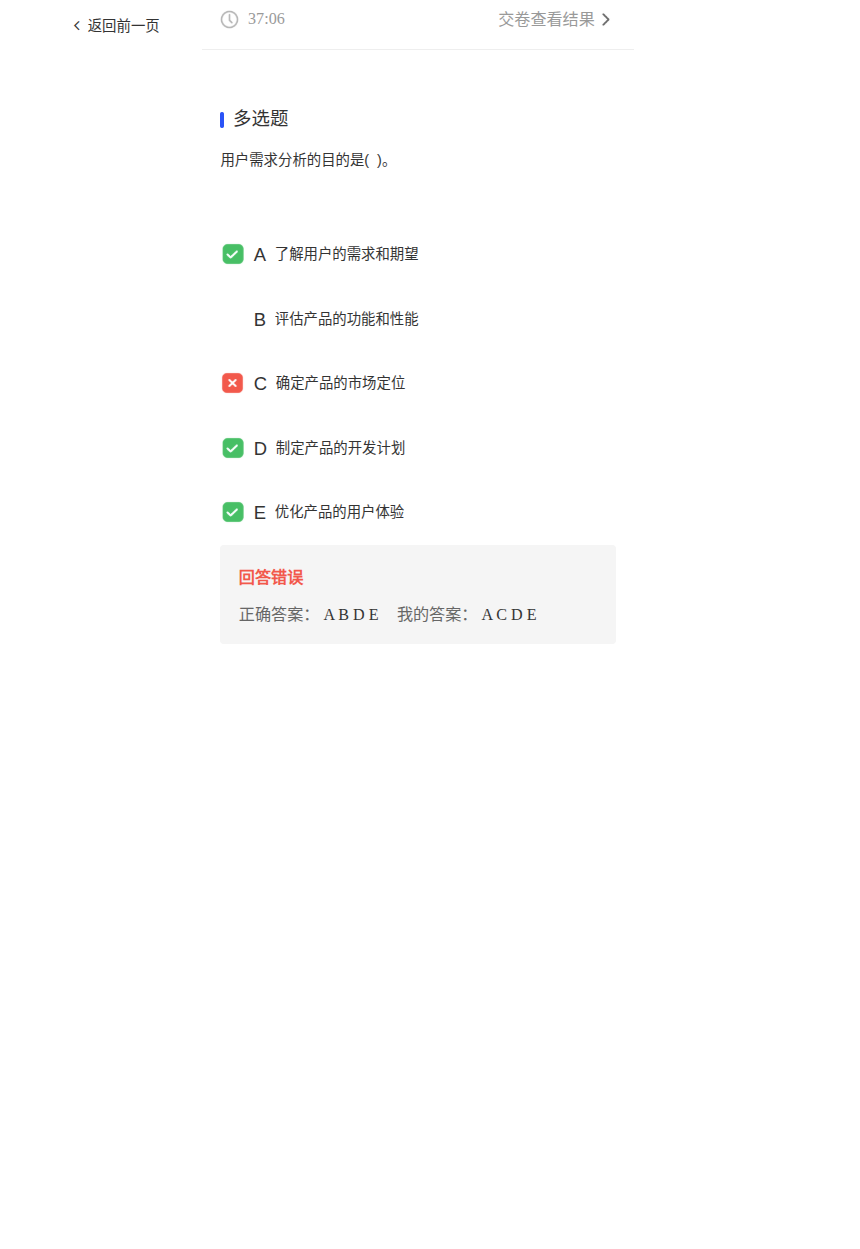 返回前一页
37:06 交卷查看结果
多选题
用户需求分析的目的是( )。
A 了解用户的需求和期望
B 评估产品的功能和性能
C 确定产品的市场定位
D 制定产品的开发计划
E 优化产品的用户体验
回答错误
正确答案： A B D E 我的答案： A C D E